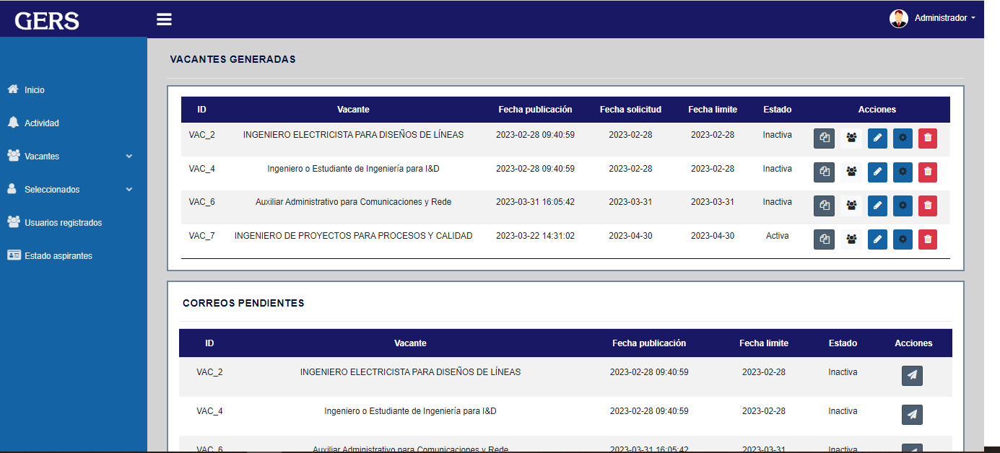 GERS
Administrador
Inicio
Actividad
Vacantes
Seleccionados
Usuarios registrados
Estado aspirantes
VACANTES GENERADAS
ID Vacante Fecha publicación Fecha solicitud Fecha limite Estado Acciones
VAC_2 INGENIERO ELECTRICISTA PARA DISEÑOS DE LÍNEAS 2023-02-28 09:40:59 2023-02-28 2023-02-28 Inactiva
VAC_4 Ingeniero o Estudiante de Ingeniería para I&D 2023-02-28 09:40:59 2023-02-28 2023-02-28 Inactiva
VAC_6 Auxiliar Administrativo para Comunicaciones y Rede 2023-03-31 16:05:42 2023-03-31 2023-03-31 Inactiva
VAC_7 INGENIERO DE PROYECTOS PARA PROCESOS Y CALIDAD 2023-03-22 14:31:02 2023-04-30 2023-04-30 Activa
CORREOS PENDIENTES
ID Vacante Fecha publicación Fecha limite Estado Acciones
VAC_2 INGENIERO ELECTRICISTA PARA DISEÑOS DE LÍNEAS 2023-02-28 09:40:59 2023-02-28 Inactiva
VAC_4 Ingeniero o Estudiante de Ingeniería para I&D 2023-02-28 09:40:59 2023-02-28 Inactiva
VAC_6 Auxiliar Administrativo para Comunicaciones y Rede 2023-03-31 16:05:42 2023-03-31 Inactiva